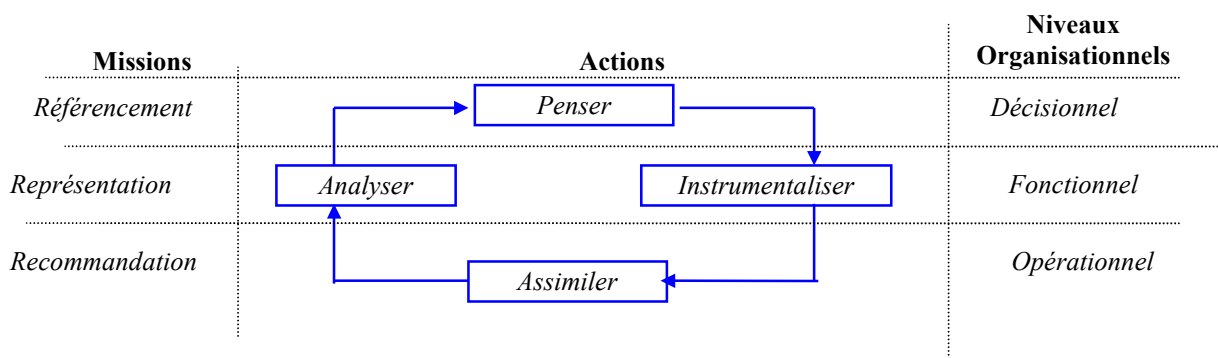 Niveaux
Missions Actions Organisationnels
Référencement Penser Décisionnel
Représentation Analyser Instrumentaliser Fonctionnel
Recommandation Assimiler Opérationnel